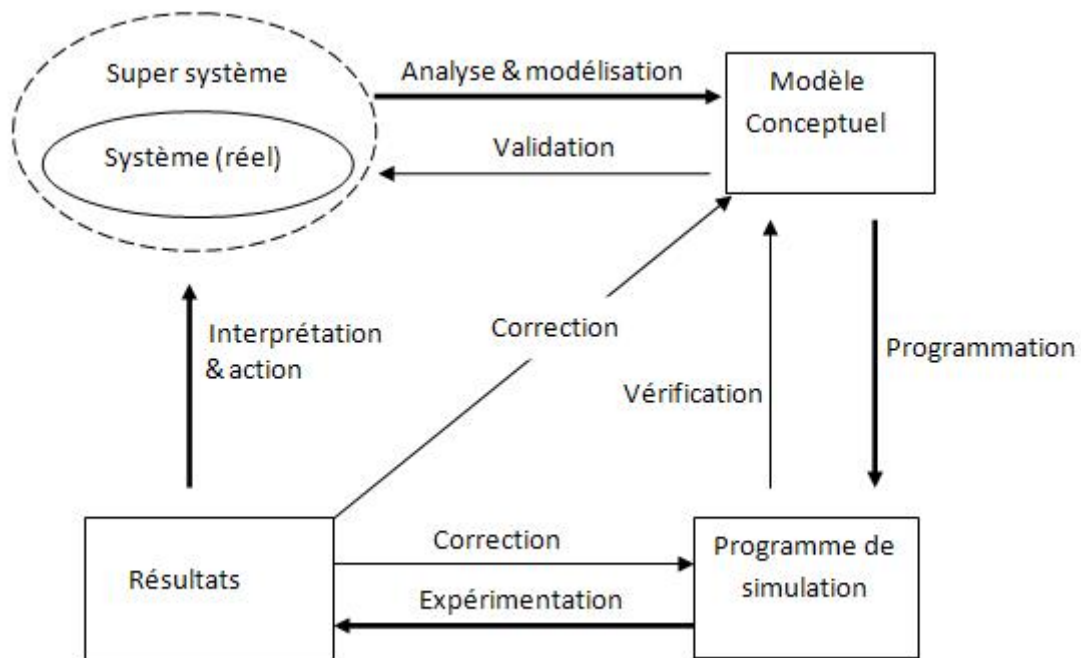 Super système
Système (réel)
Analyse & modélisation
Validation
Modèle
Conceptuel
Interprétation
& action
Correction
Vérification
Programmation
Résultats
Correction
Expérimentation
Programme de
simulation